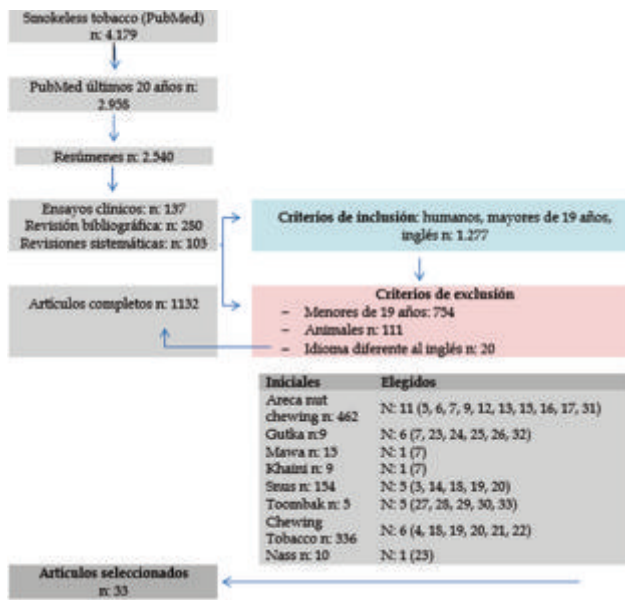 Smokeless tobacco (PubMed)
n: 4.179
PubMed últimos 20 años n:
2.958
Resúmenes n: 2.540
Ensayos clínicos: n: 137
Revisión bibliográfica: n: 250
Revisiones sistemáticas: n: 103
Criterios de inclusión: humanos, mayores de 19 años,
inglés n: 1.277
Artículos completos n: 1132
Criterios de exclusión
– Menores de 19 años: 754
– Animales n: 111
– Idioma diferente al inglés n: 20
Iniciales Elegidos
Areca nut
chewing n: 462 N: 11 (5, 6, 7, 9, 12, 13, 15, 16, 17, 31)
Gutka n:9 N: 6 (7, 23, 24, 25, 26, 32)
Mawa n: 15 N: 1 (7)
Khaini n: 9 N: 1 (7)
Snus n: 154 N: 5 (3, 14, 18, 19, 20)
Toombak n: 5 N: 5 (27, 28, 29, 30, 33)
Chewing
Tobacco n: 336 N: 6 (4, 18, 19, 20, 21, 22)
Nass n: 10 N: 1 (23)
Artículos seleccionados
n: 33